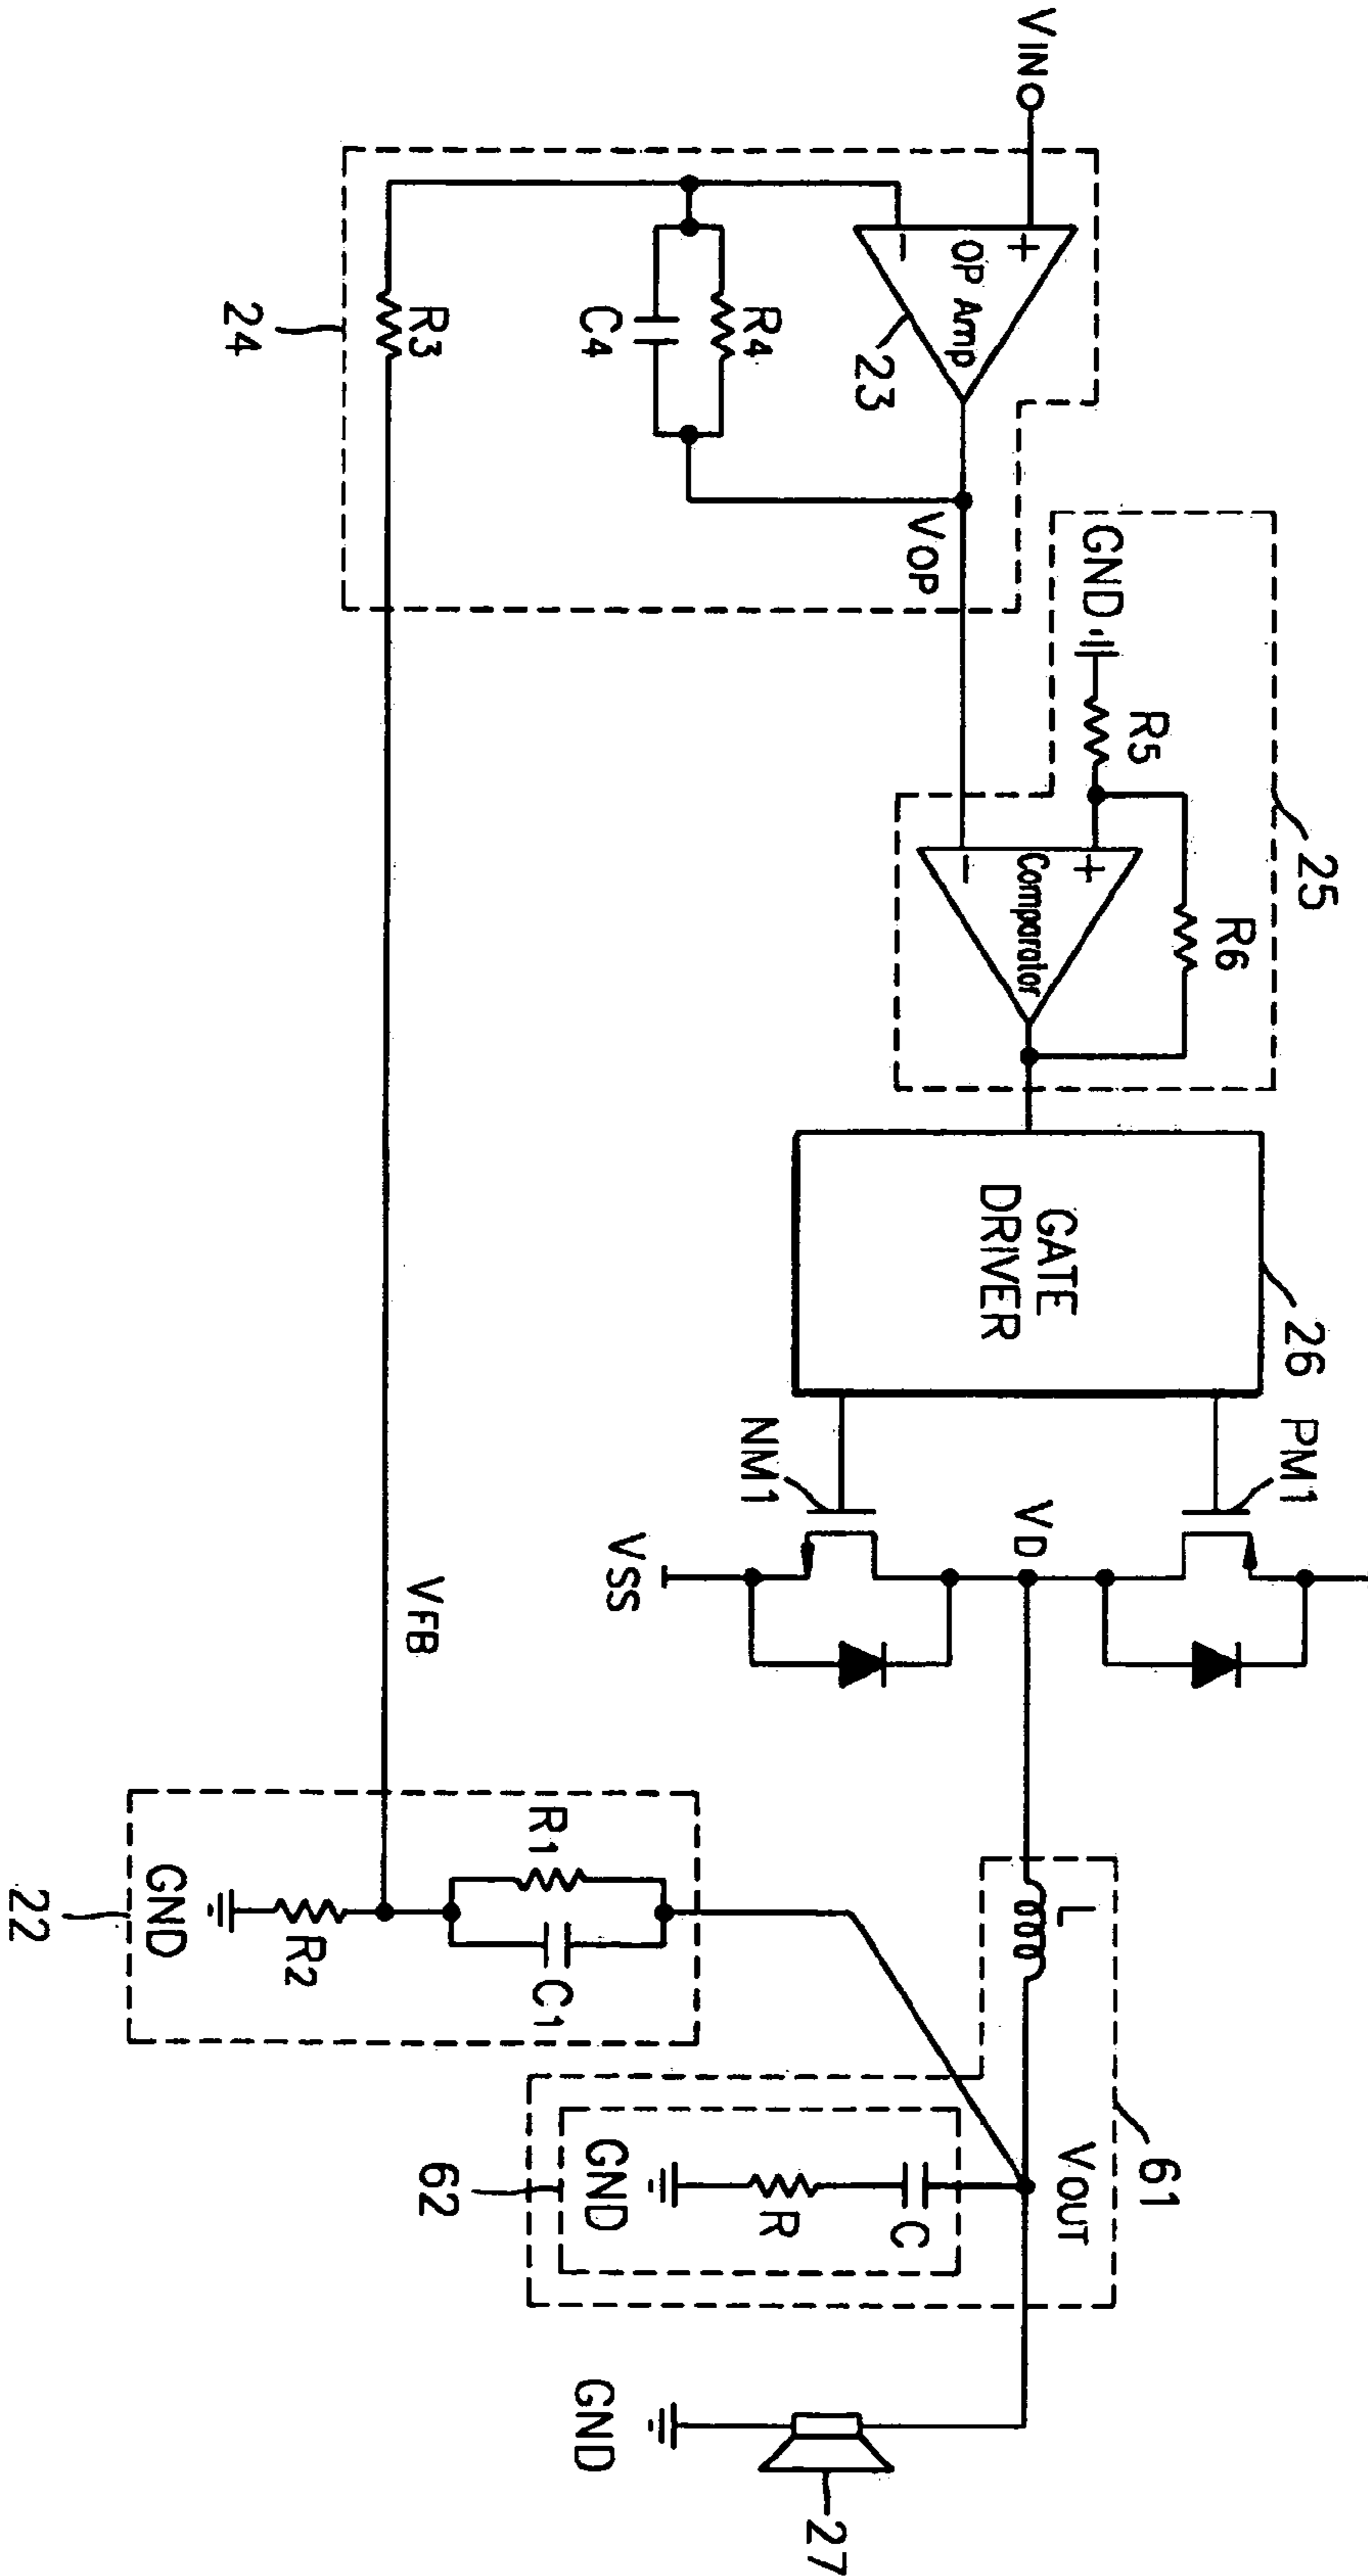 VIN
+
−
OP Amp
23
R4
C4
R3
24
VOP
GND
R5
R6
25
+
−
Comparator
GATE
DRIVER
26
PM1
NM1
VD
VSS
VFB
R1
C1
R2
GND
22
L
61
VOUT
C
R
GND
62
GND
27